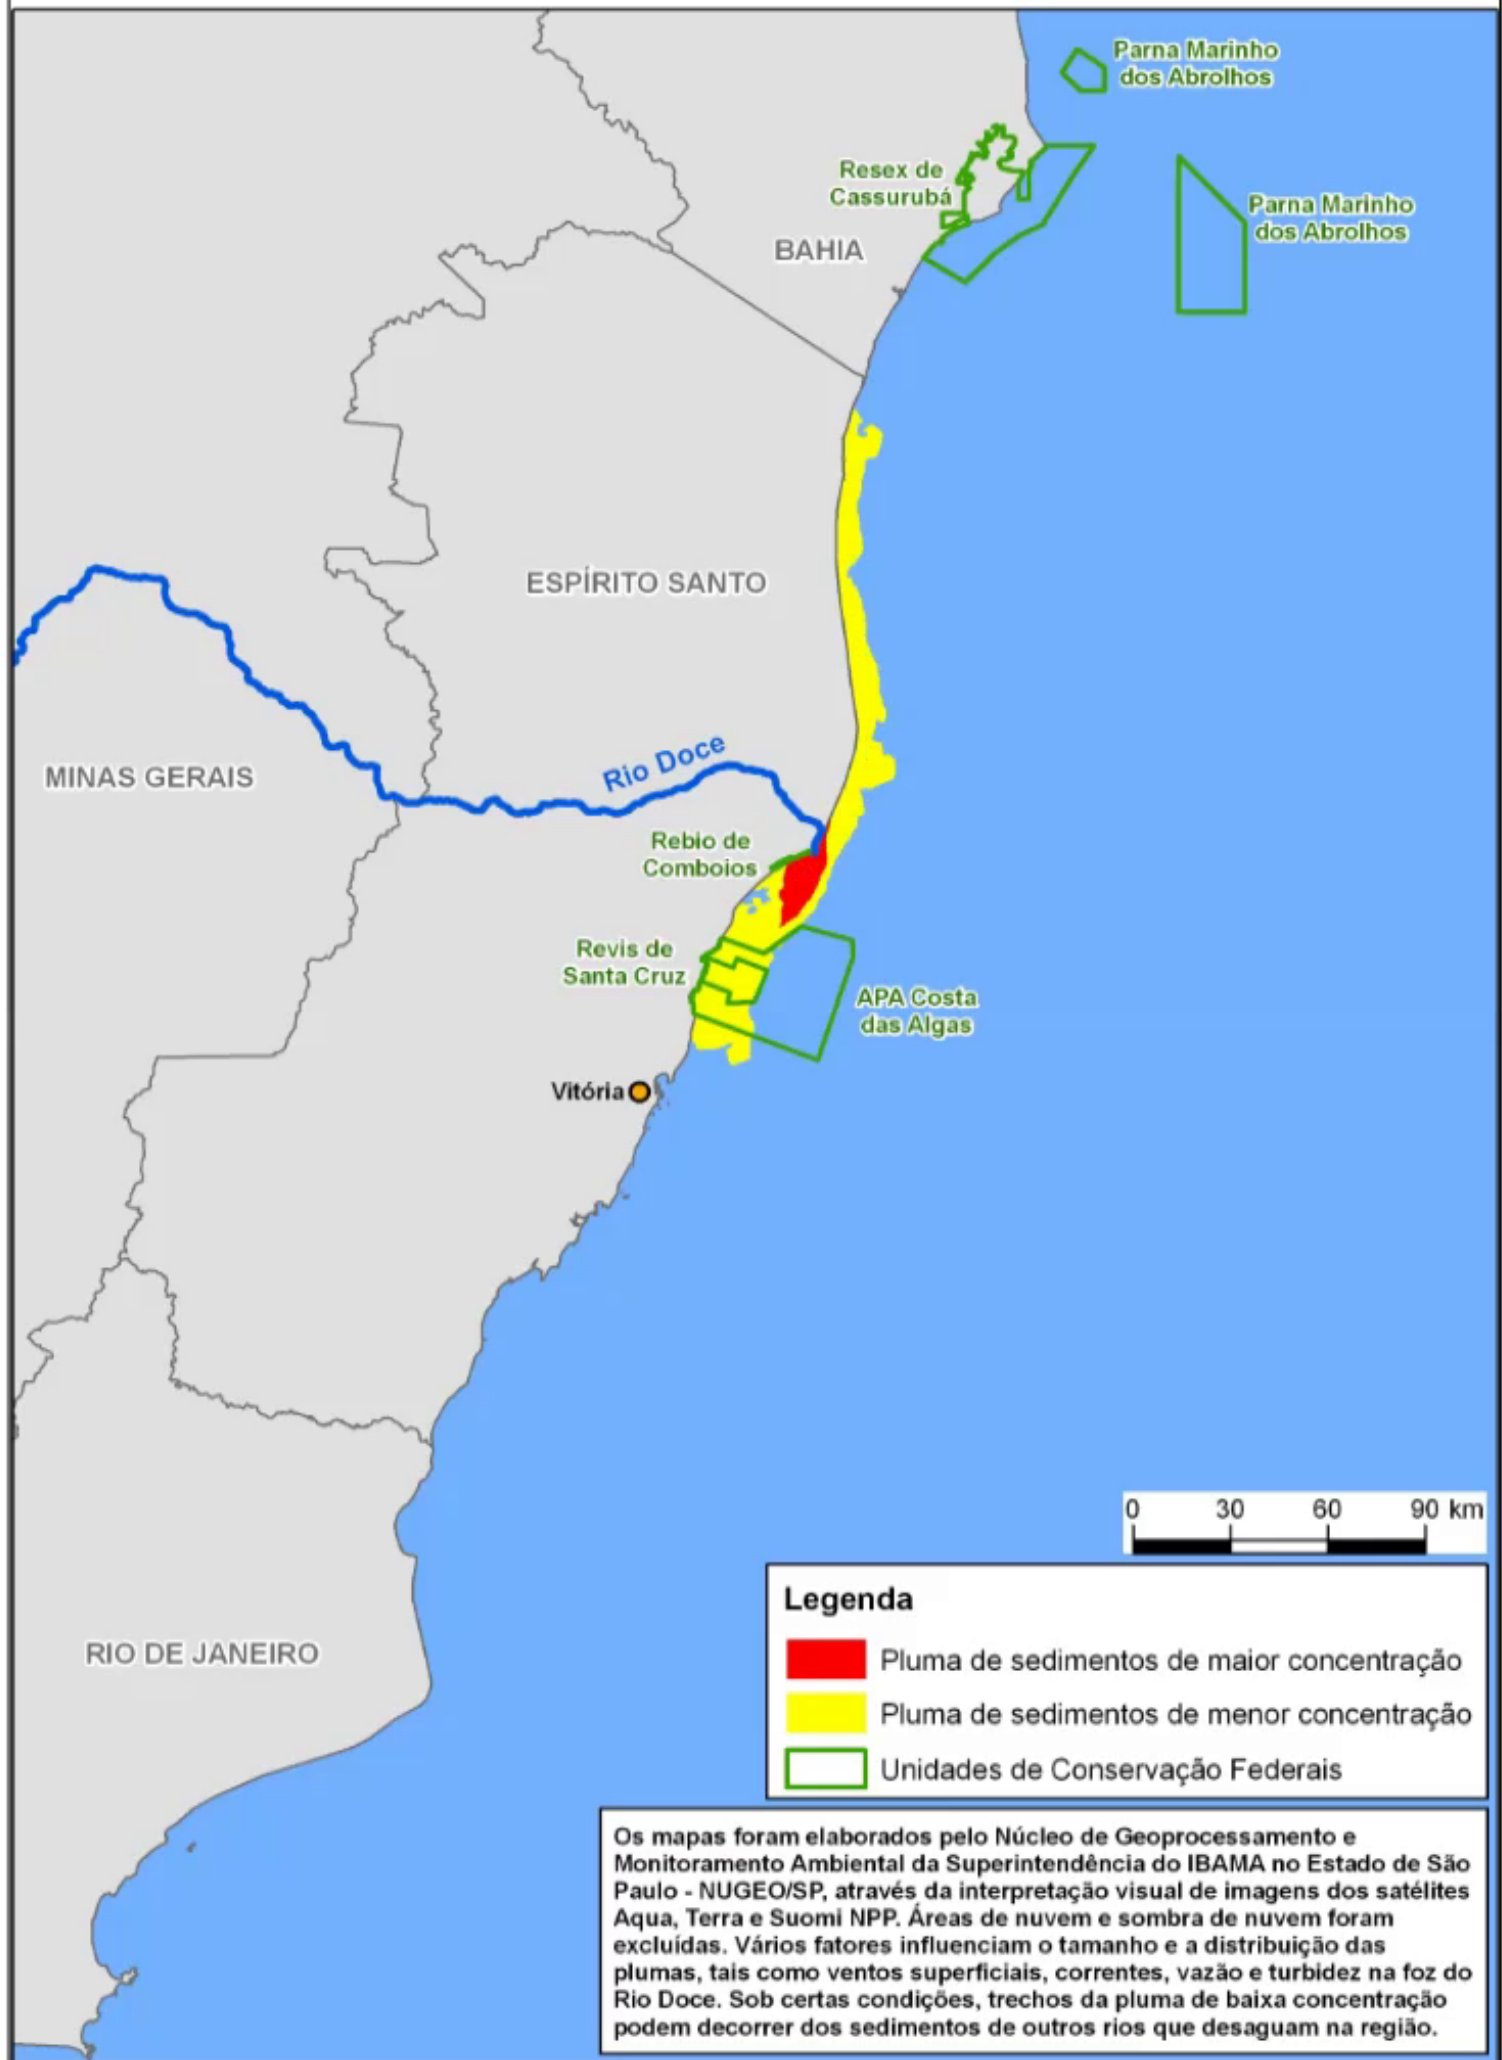 Parna Marinho
dos Abrolhos
Resex de
Cassurubá
Parna Marinho
dos Abrolhos
BAHIA
ESPÍRITO SANTO
MINAS GERAIS
Rio Doce
Rebio de
Comboios
Revis de
Santa Cruz
APA Costa
das Algas
Vitória
0 30 60 90 km
RIO DE JANEIRO
Legenda
Pluma de sedimentos de maior concentração
Pluma de sedimentos de menor concentração
Unidades de Conservação Federais
Os mapas foram elaborados pelo Núcleo de Geoprocessamento e
Monitoramento Ambiental da Superintendência do IBAMA no Estado de São
Paulo - NUGEO/SP, através da interpretação visual de imagens dos satélites
Aqua, Terra e Suomi NPP. Áreas de nuvem e sombra de nuvem foram
excluídas. Vários fatores influenciam o tamanho e a distribuição das
plumas, tais como ventos superficiais, correntes, vazão e turbidez na foz do
Rio Doce. Sob certas condições, trechos da pluma de baixa concentração
podem decorrer dos sedimentos de outros rios que desaguam na região.